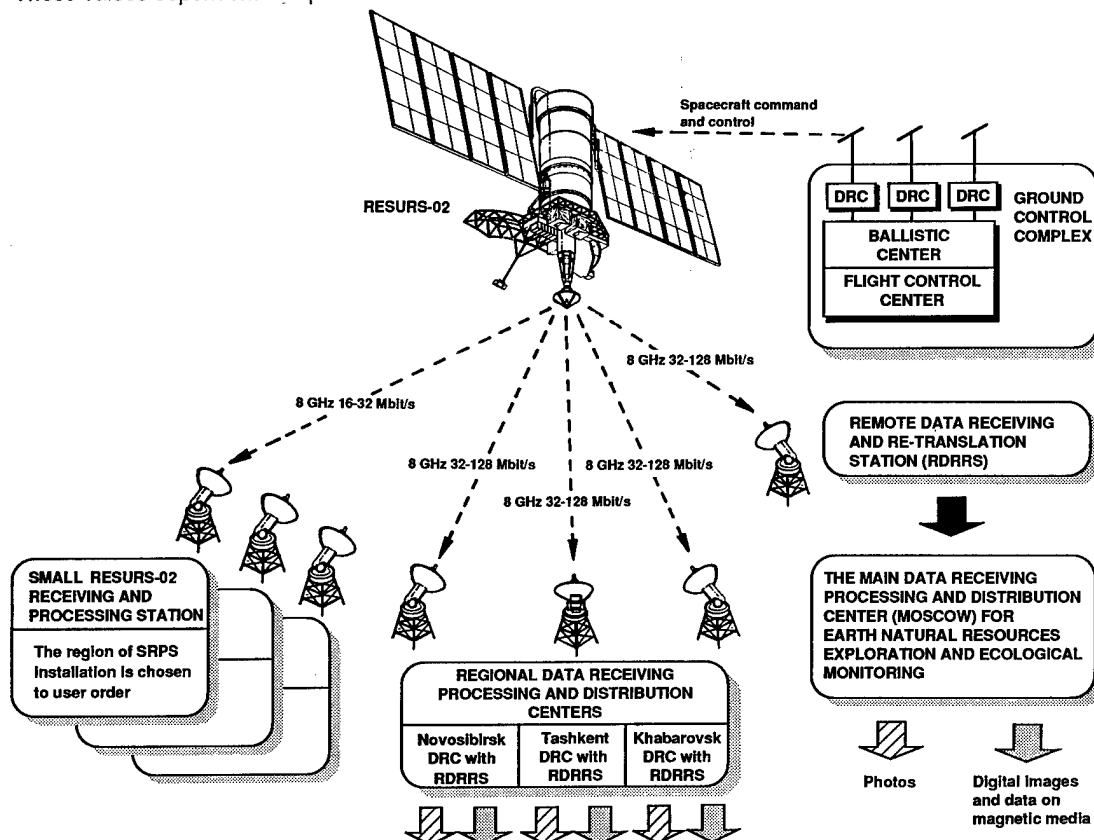 Spacecraft command
and control
RESURS-02
DRC
DRC
DRC
GROUND
CONTROL
COMPLEX
BALLISTIC
CENTER
FLIGHT CONTROL
CENTER
8 GHz 32-128 Mbit/s
8 GHz 16-32 Mbit/s
8 GHz 32-128 Mbit/s
8 GHz 32-128 Mbit/s
8 GHz 32-128 Mbit/s
REMOTE DATA RECEIVING
AND RE-TRANSLATION
STATION (RDRRS)
SMALL RESURS-02
RECEIVING AND
PROCESSING STATION
The region of SRPS
installation is chosen
to user order
REGIONAL DATA RECEIVING
PROCESSING AND DISTRIBUTION
CENTERS
Novosibirsk
DRC with
RDRRS
Tashkent
DRC with
RDRRS
Khabarovsk
DRC with
RDRRS
THE MAIN DATA RECEIVING
PROCESSING AND DISTRIBUTION
CENTER (MOSCOW) FOR
EARTH NATURAL RESOURCES
EXPLORATION AND ECOLOGICAL
MONITORING
Photos
Digital images
and data on
magnetic media